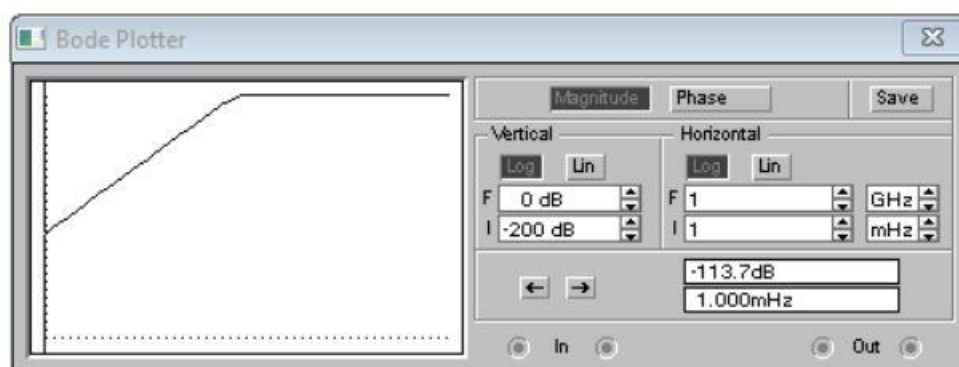 Bode Plotter
Magnitude Phase Save
Vertical Horizontal
Log Lin Log Lin
F 0 dB F 1 GHz
I -200 dB I 1 mHz
-113.7dB
1.000mHz
In Out